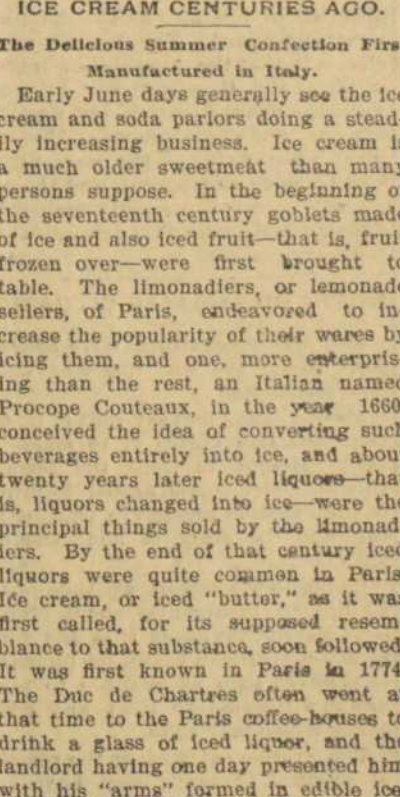 ICE CREAM CENTURIES AGO.
The Delicious Summer Confection Firs
Manufactured in Italy.
Early June days generally see the ice
cream and soda parlors doing a stead-
ily increasing business. Ice cream is
a much older sweetmeat than many
persons suppose. In the beginning of
the seventeenth century goblets made
of ice and also iced fruit—that is, fruit
frozen over—were first brought to
table. The limonadiers, or lemonade
sellers, of Paris, endeavored to in-
crease the popularity of their wares by
icing them, and one, more enterpris-
ing than the rest, an Italian named
Procope Couteaux, in the year 1660
conceived the idea of converting such
beverages entirely into ice, and about
twenty years later iced liquors—that
is, liquors changed into ice—were the
principal things sold by the limonad-
iers. By the end of that century iced
liquors were quite common in Paris.
Ice cream, or iced "butter," as it was
first called, for its supposed resem-
blance to that substance, soon followed.
It was first known in Paris in 1774.
The Duc de Chartres often went at
that time to the Paris coffee-houses to
drink a glass of iced liquor, and the
landlord having one day presented him
with his "arms" formed in edible ice